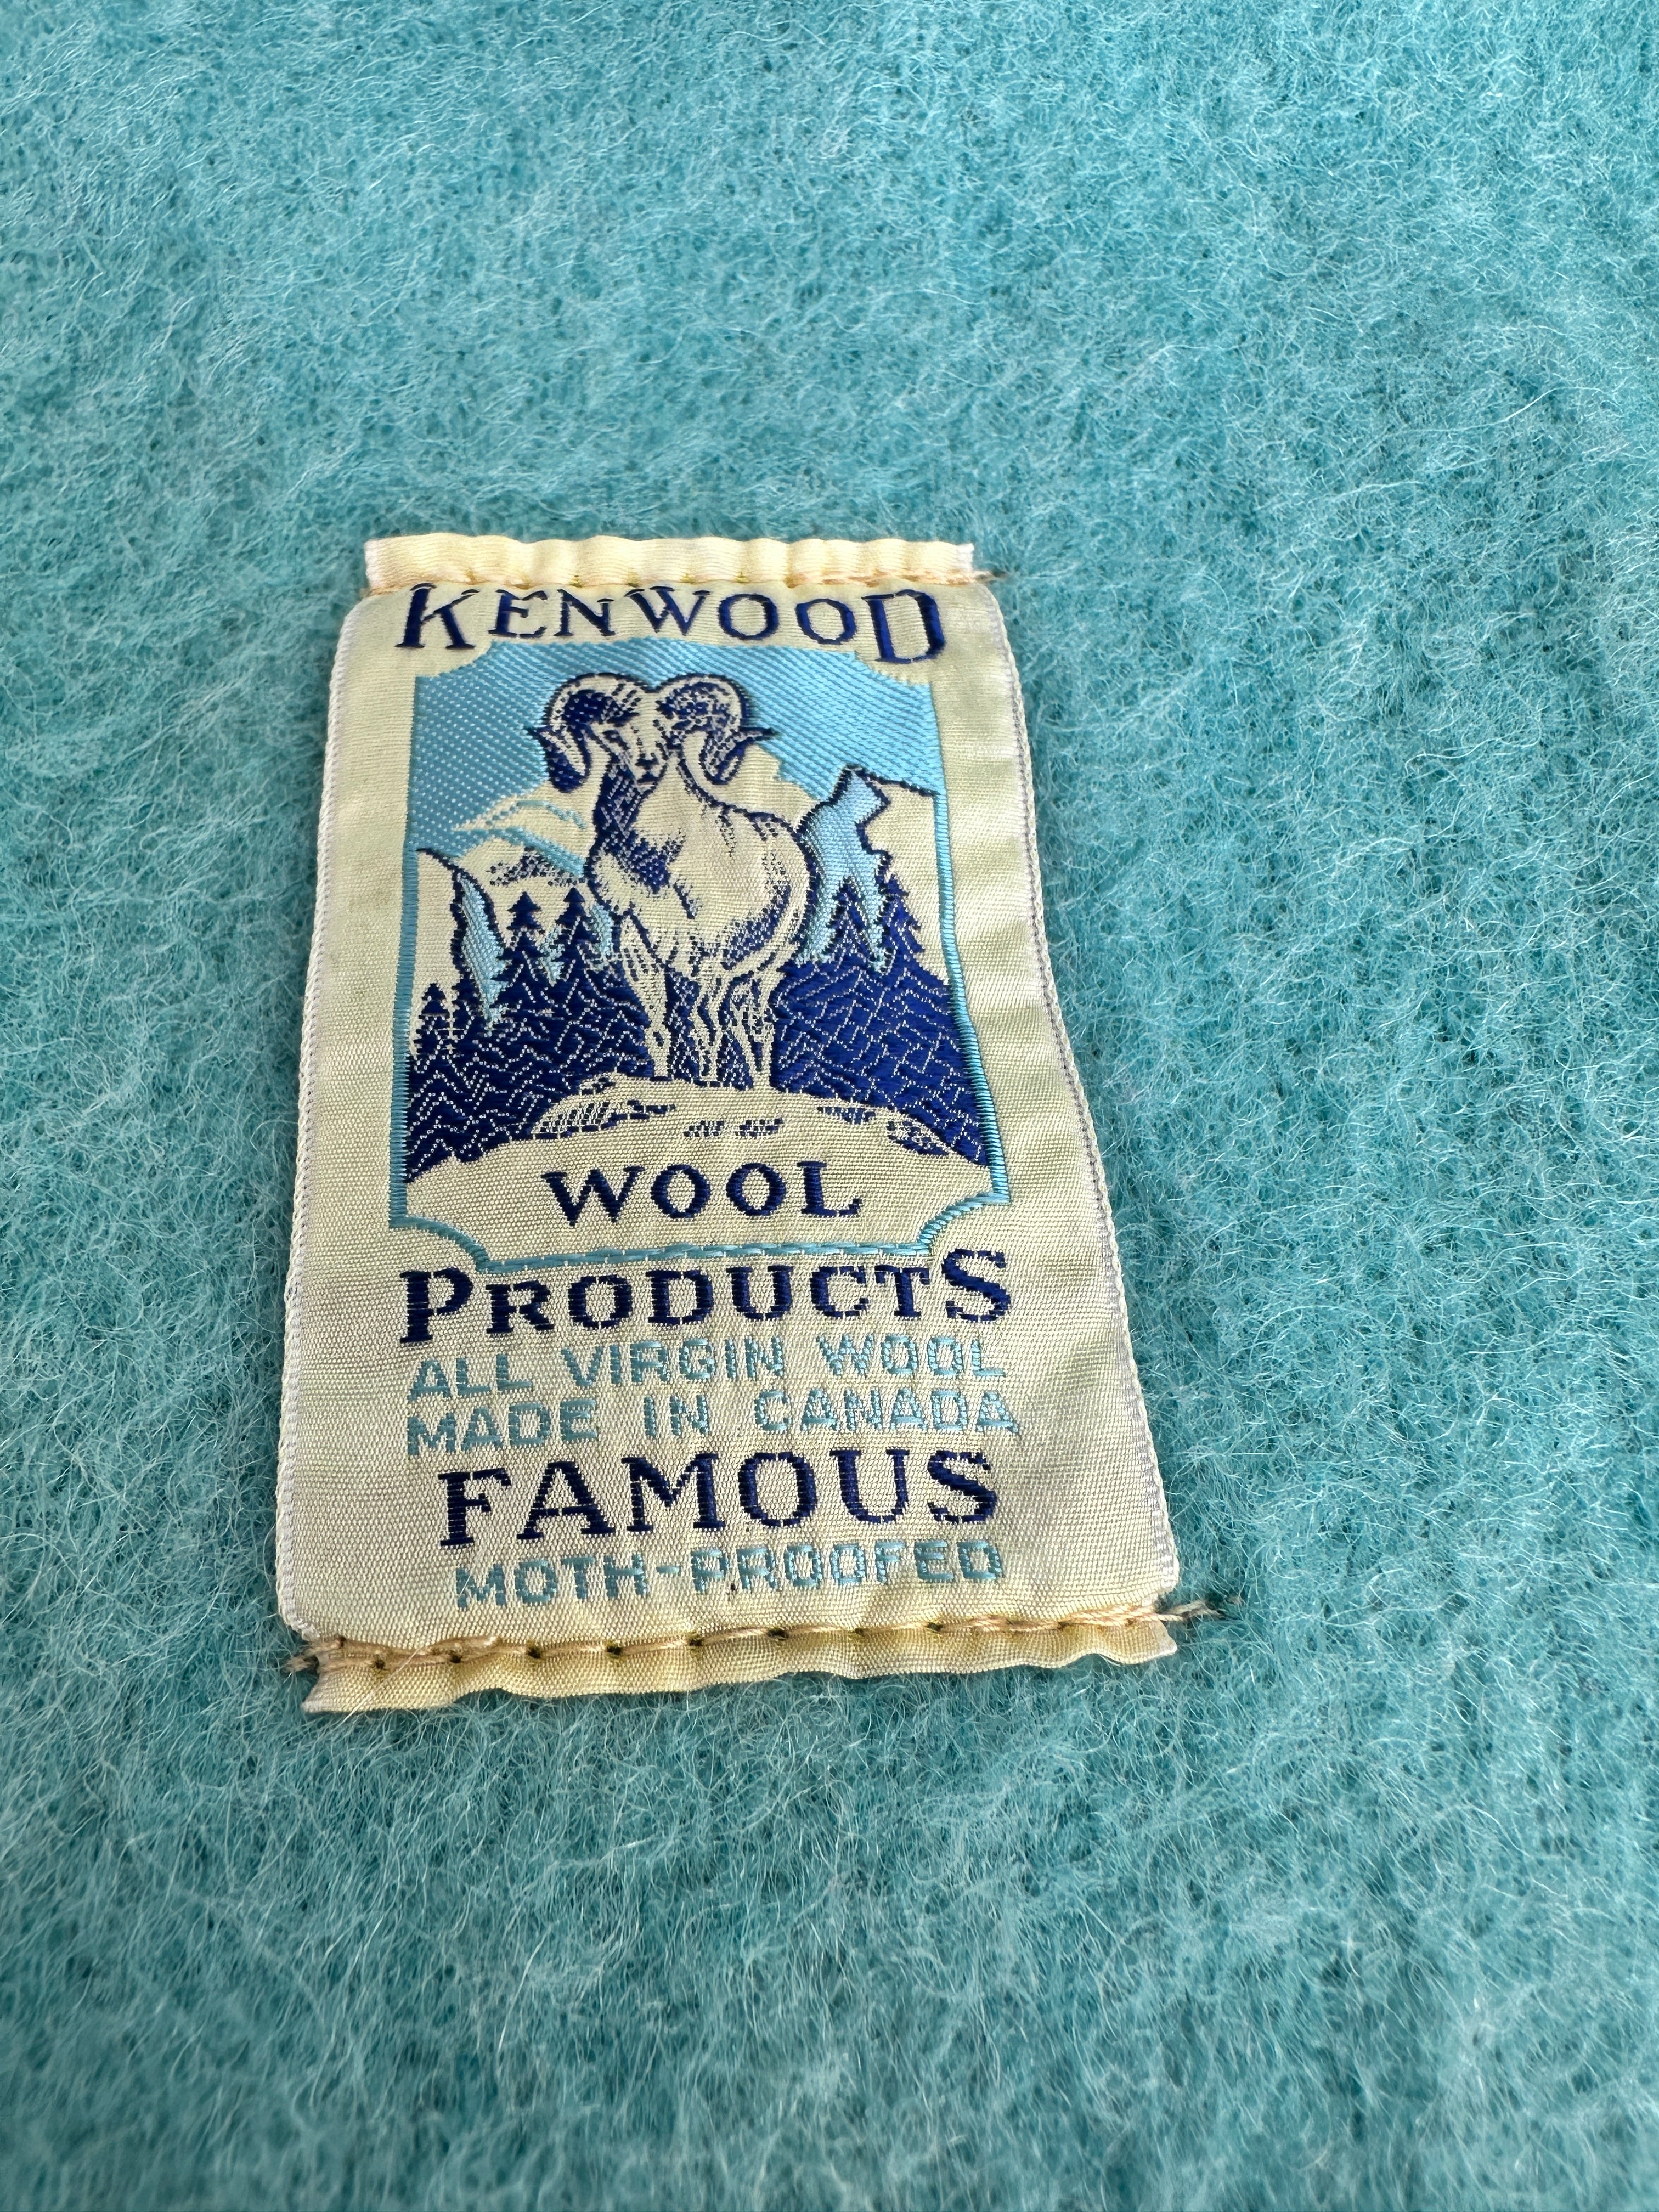 KENWOOD
WOOL
PRODUCTS
ALL VIRGIN WOOL
MADE IN CANADA
FAMOUS
MOTH-PROOFED